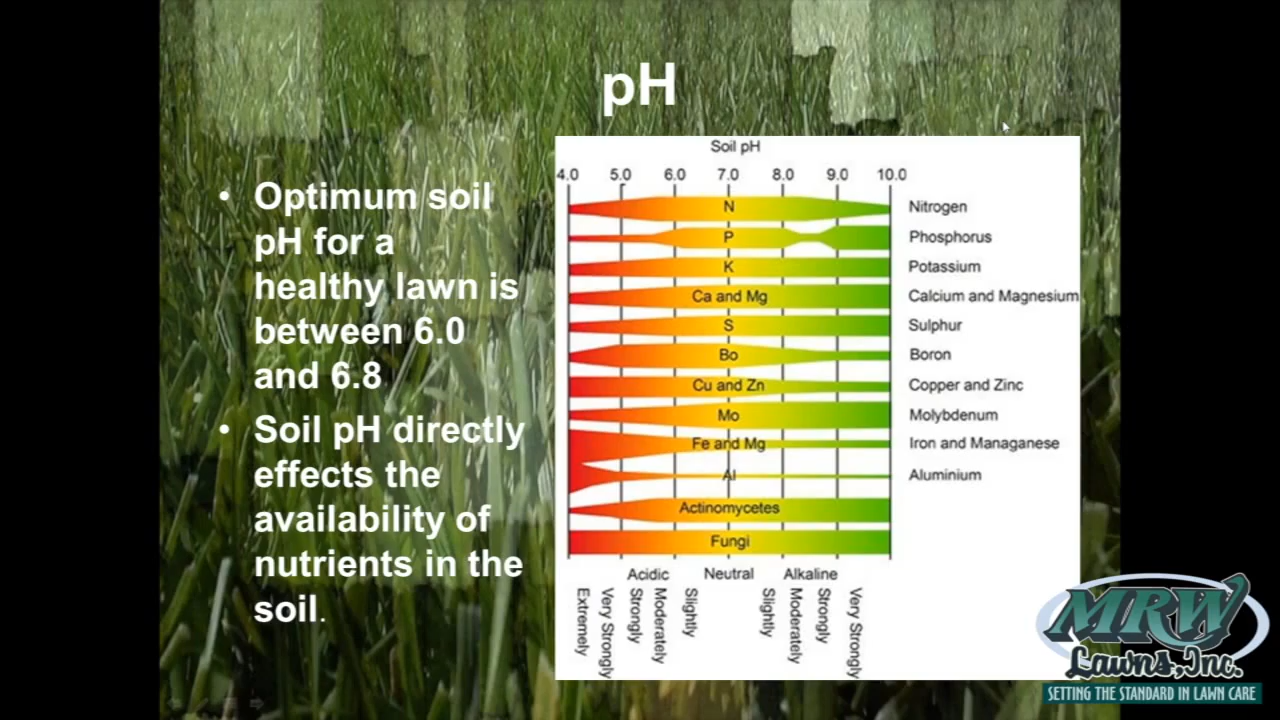 pH
• Optimum soil
pH for a
healthy lawn is
between 6.0
and 6.8
• Soil pH directly
effects the
availability of
nutrients in the
soil.
Soil pH
4.0 5.0 6.0 7.0 8.0 9.0 10.0
N Nitrogen
P Phosphorus
K Potassium
Ca and Mg Calcium and Magnesium
S Sulphur
Bo Boron
Cu and Zn Copper and Zinc
Mo Molybdenum
Fe and Mg Iron and Managanese
Al Aluminium
Actinomycetes
Fungi
Acidic Neutral Alkaline
Extremely
Very Strongly
Strongly
Moderately
Slightly
Slightly
Moderately
Strongly
Very Strongly
MRW
Lawns, Inc.
SETTING THE STANDARD IN LAWN CARE